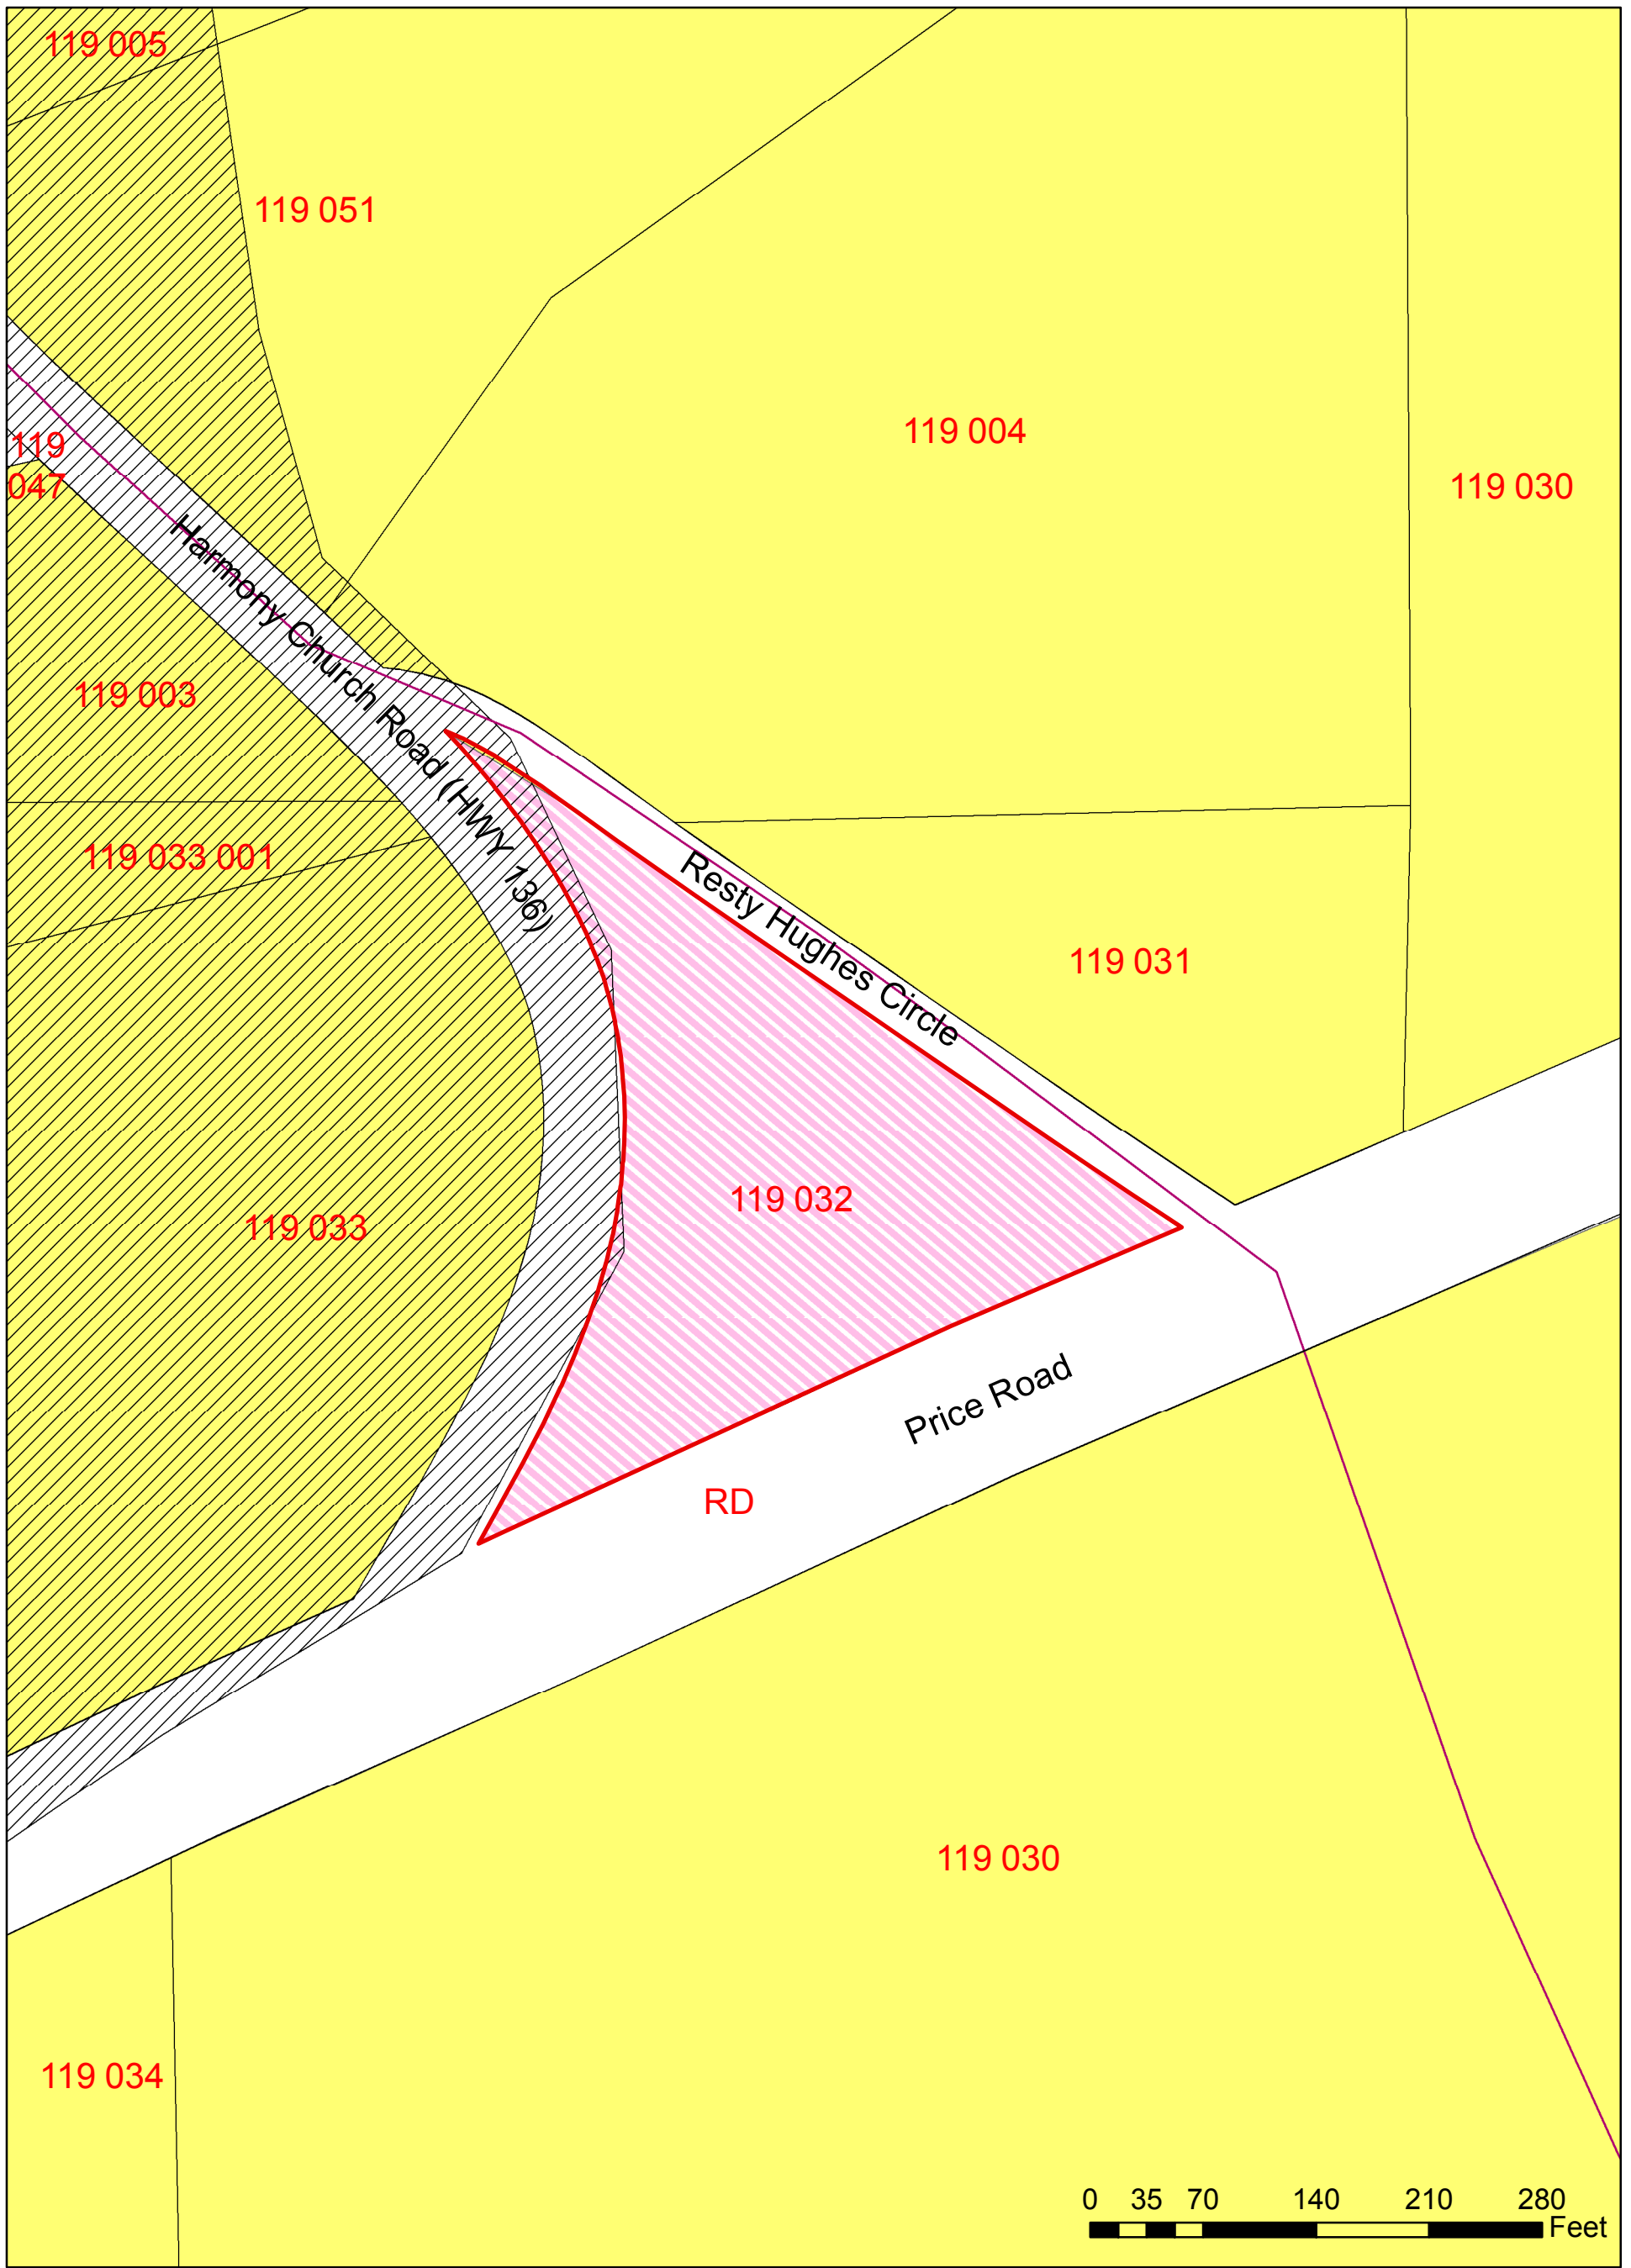 119 005
119 051
119 004
119
047
119 030
Harmony Church Road (HWY 136)
119 003
119 033 001
Resty Hughes Circle
119 031
119 032
119 033
Price Road
RD
119 030
119 034
0 35 70 140 210 280
Feet